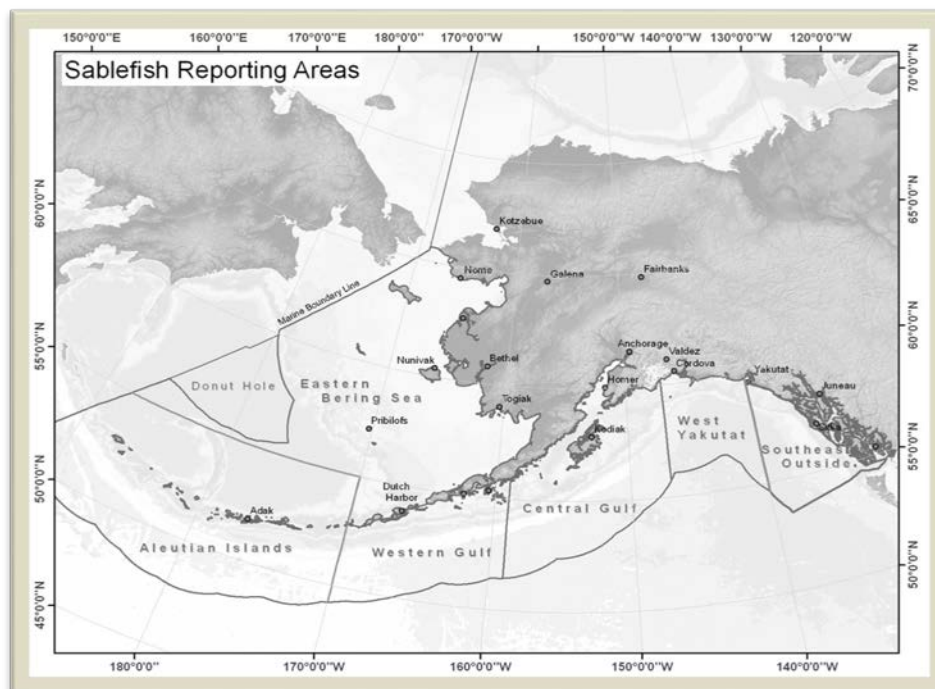 150°0'0"E 160°0'0"E 170°0'0"E 180°0'0" 170°0'0"W 150°0'0"W 140°0'0"W 130°0'0"W 120°0'0"W
Sablefish Reporting Areas
70°0'0"N
65°0'0"N
60°0'0"N
55°0'0"N
50°0'0"N
60°0'0"N
55°0'0"N
50°0'0"N
45°0'0"N
Kotzebue
Nome
Galena
Fairbanks
Marine Boundary Line
Anchorage
Valdez
Cordova
Nunivak
Bethel
Yakutat
Donut Hole
Eastern
Bering Sea
Homer
Juneau
Togiak
Pribilofs
Kodiak
West
Yakutat
Sitka
Southeast
Outside
Dutch
Harbor
Adak
Central Gulf
Aleutian Islands
Western Gulf
180°0'0" 170°0'0"W 160°0'0"W 150°0'0"W 140°0'0"W